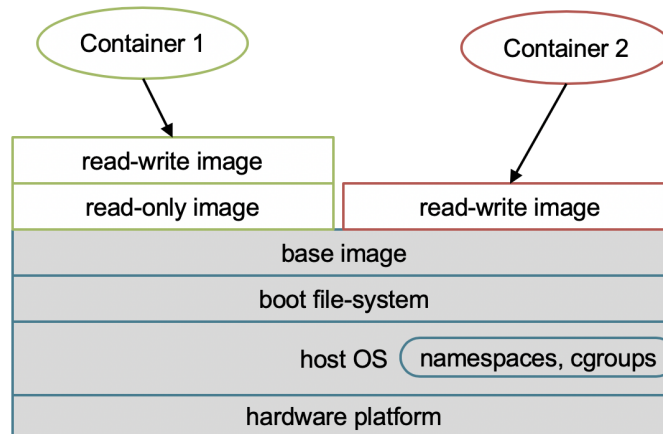 Container 1
Container 2
read-write image
read-only image
read-write image
base image
boot file-system
host OS
namespaces, cgroups
hardware platform